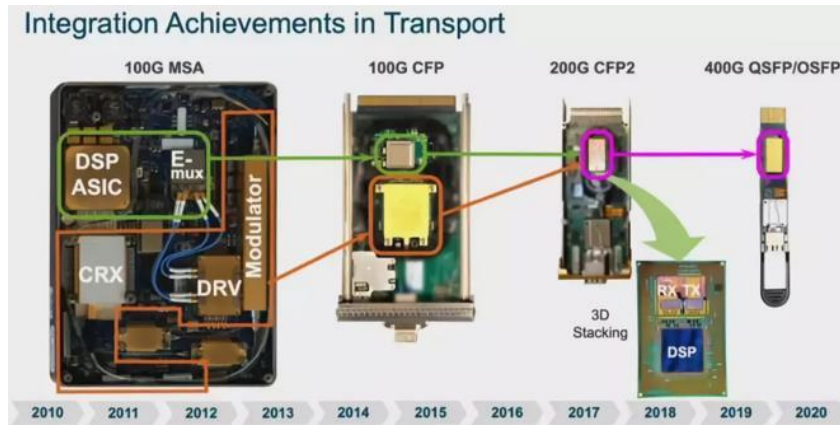 Integration Achievements in Transport
100G MSA
100G CFP
200G CFP2
400G QSFP/OSFP
DSP
ASIC
E-
mux
Modulator
CRX
DRV
3D
Stacking
RX TX
DSP
2010 2011 2012 2013 2014 2015 2016 2017 2018 2019 2020